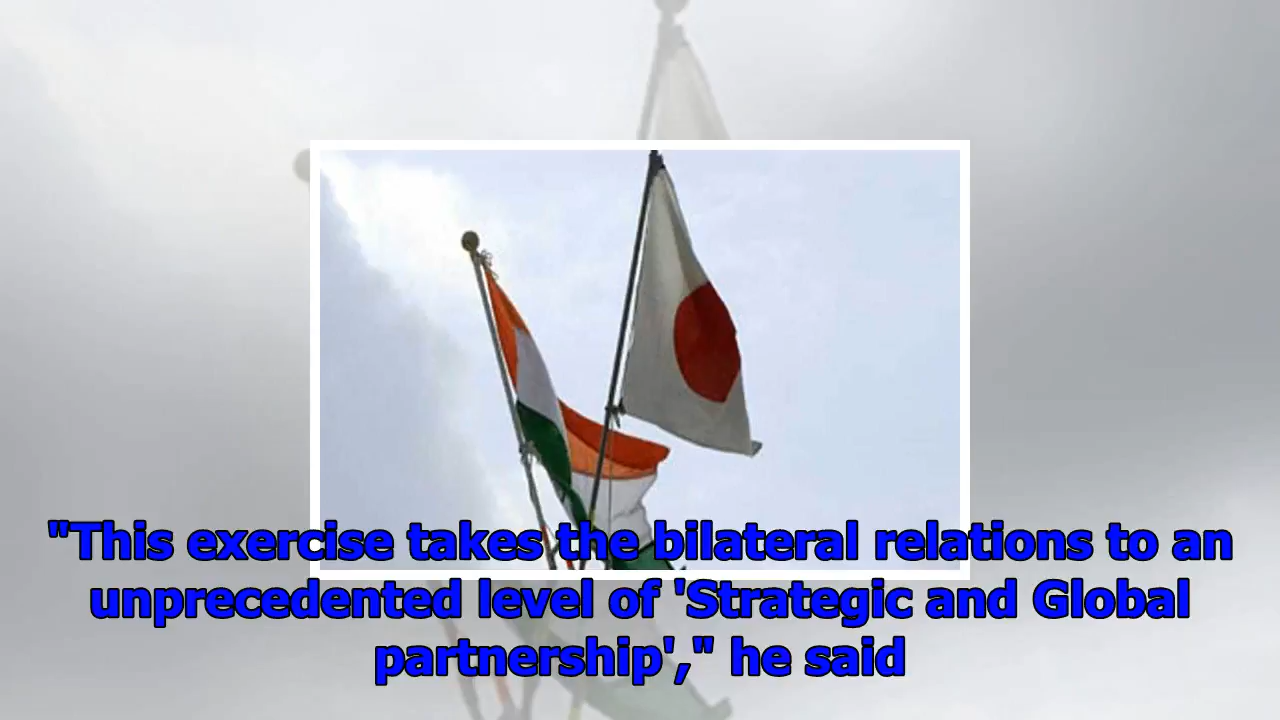 "This exercise takes the bilateral relations to an
unprecedented level of 'Strategic and Global
partnership'," he said